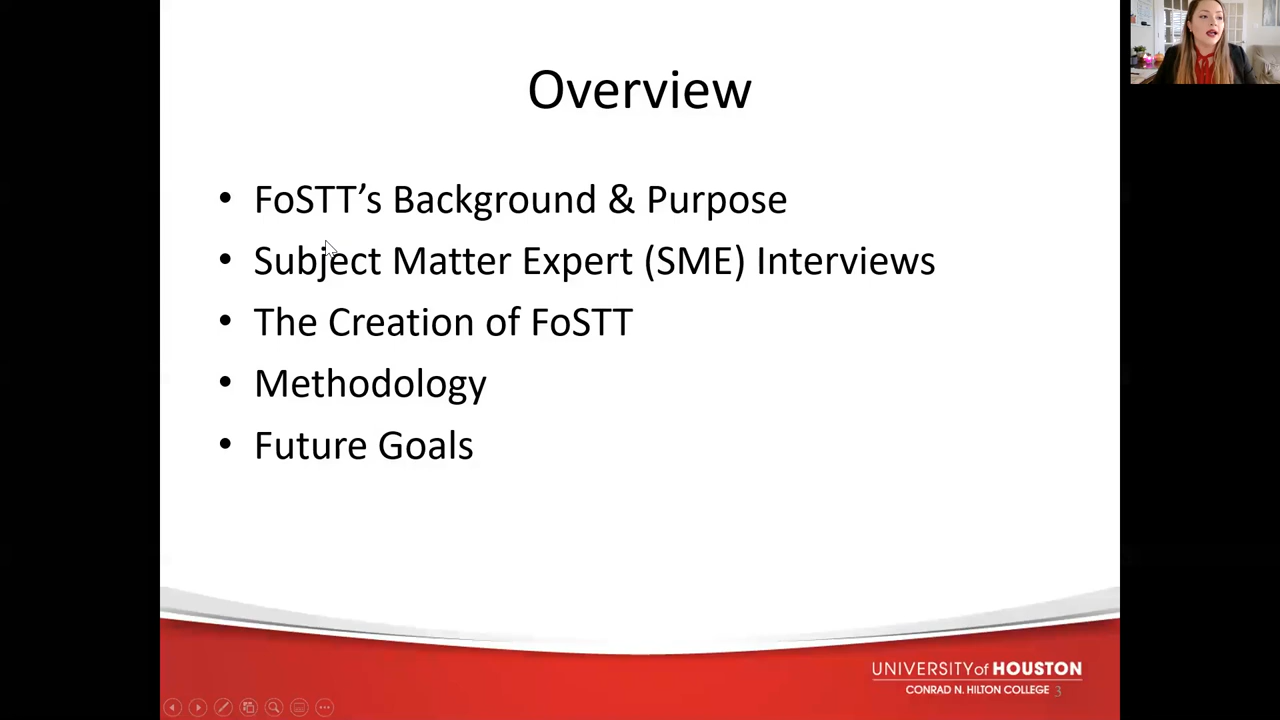 Overview
• FoSTT’s Background & Purpose
• Subject Matter Expert (SME) Interviews
• The Creation of FoSTT
• Methodology
• Future Goals
UNIVERSITY of HOUSTON
CONRAD N. HILTON COLLEGE 3